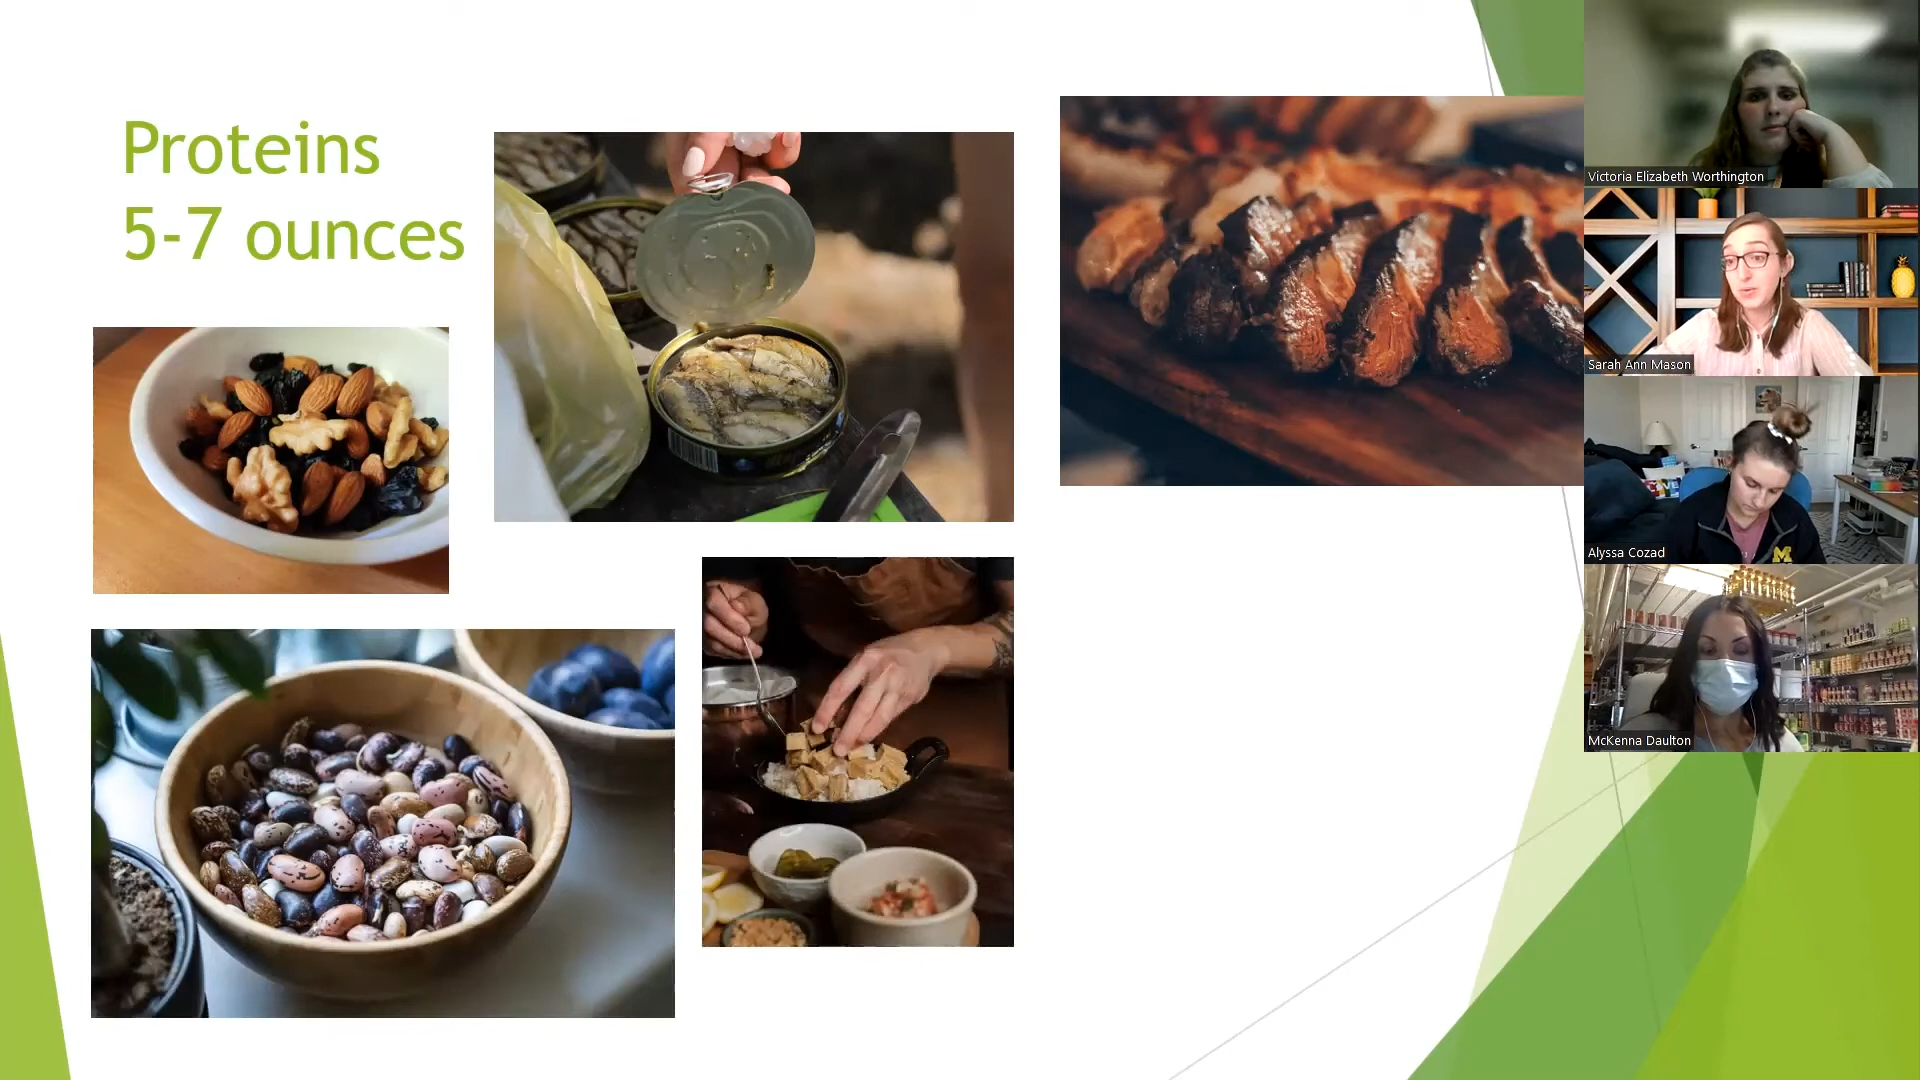 Proteins
5-7 ounces
Victoria Elizabeth Worthington
Sarah Ann Mason
Alyssa Cozad
M
McKenna Daulton